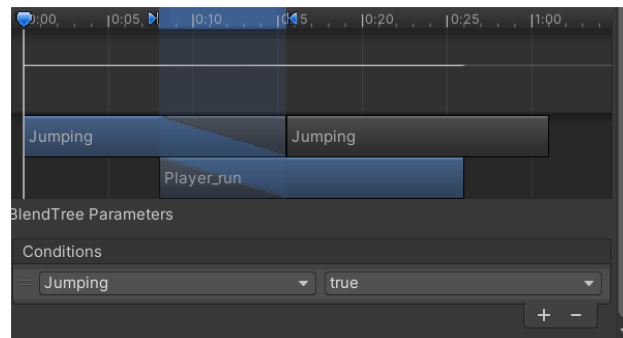 0:00 |0:05 |0:10 |0:15 |0:20 |0:25 |1:00
Jumping Jumping
Player_run
BlendTree Parameters
Conditions
Jumping true
+ −